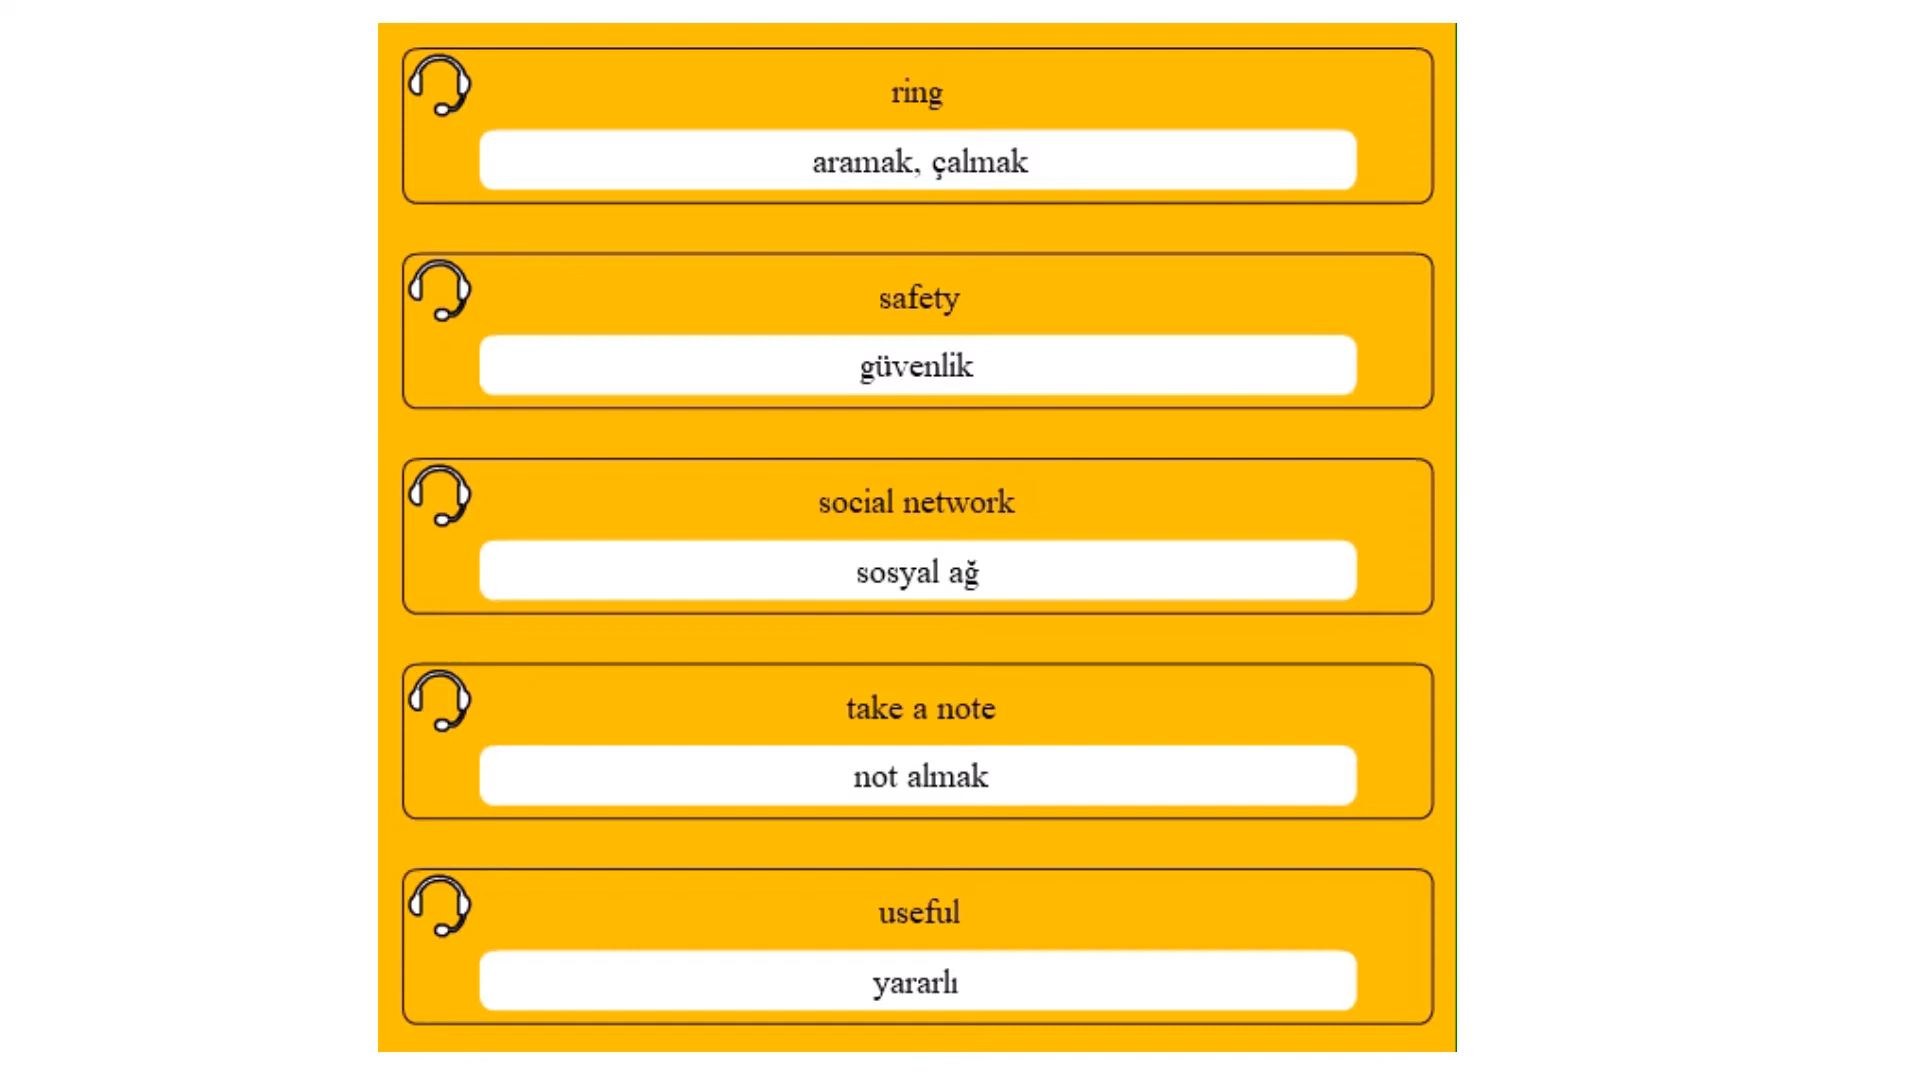 ring
aramak, çalmak
safety
güvenlik
social network
sosyal ağ
take a note
not almak
useful
yararlı